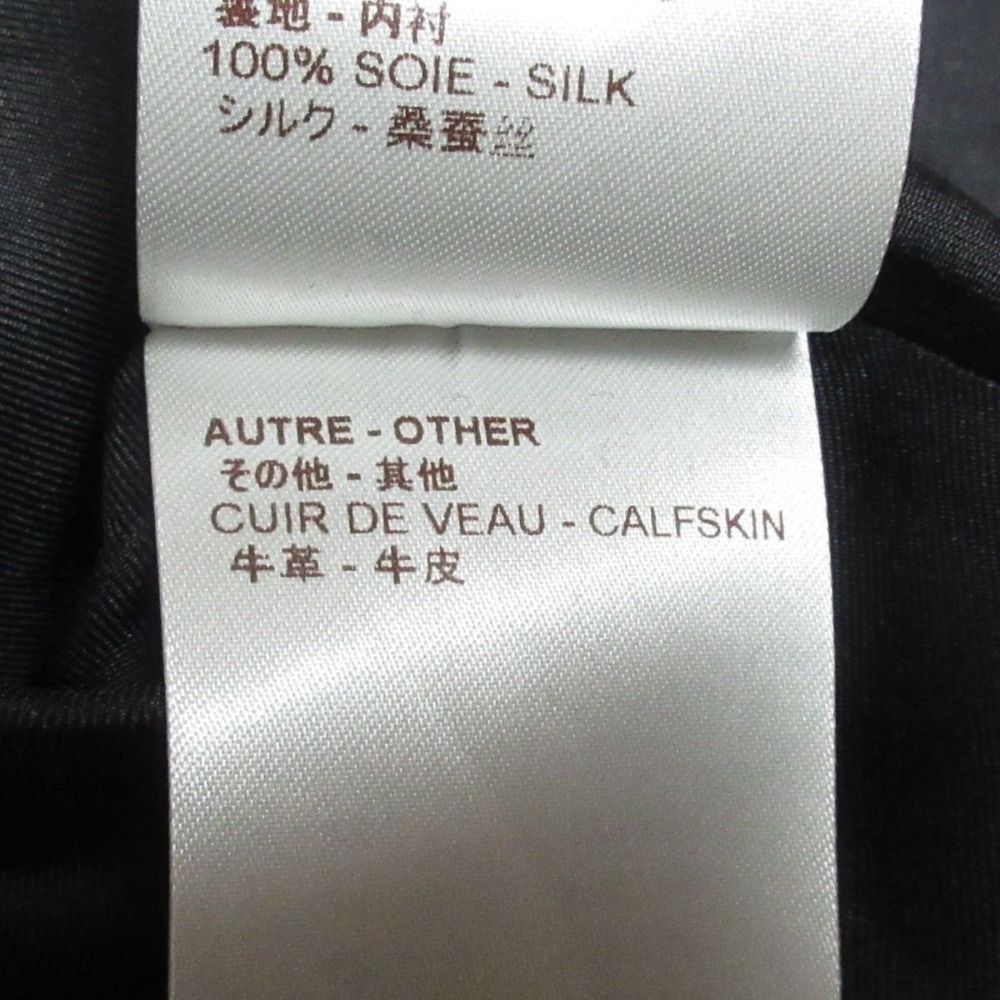 裏地 - 内衬
100% SOIE - SILK
シルク - 桑蚕丝
AUTRE - OTHER
その他 - 其他
CUIR DE VEAU - CALFSKIN
牛革 - 牛皮